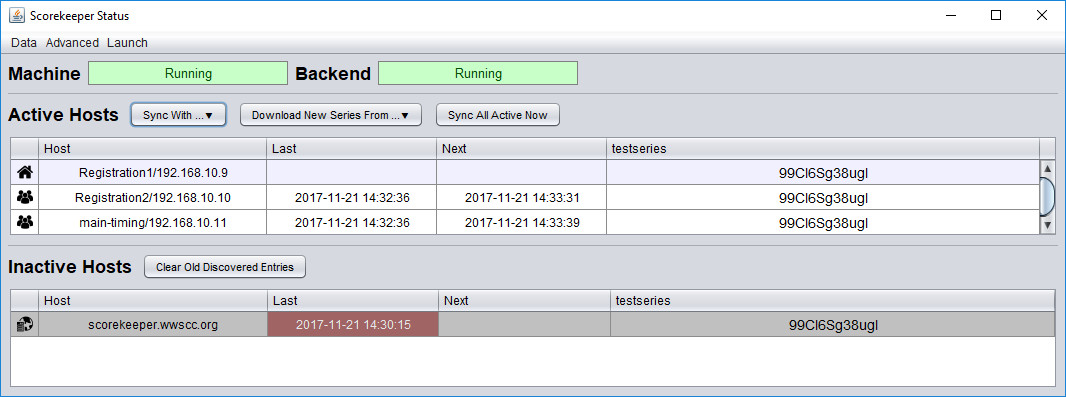 Scorekeeper Status
Data Advanced Launch
Machine Running Backend Running
Active Hosts Sync With ... Download New Series From ... Sync All Active Now
Host Last Next testseries
Registration1/192.168.10.9 99Cl6Sg38ugl
Registration2/192.168.10.10 2017-11-21 14:32:36 2017-11-21 14:33:31 99Cl6Sg38ugl
main-timing/192.168.10.11 2017-11-21 14:32:36 2017-11-21 14:33:39 99Cl6Sg38ugl
Inactive Hosts Clear Old Discovered Entries
Host Last Next testseries
scorekeeper.wwscc.org 2017-11-21 14:30:15 99Cl6Sg38ugl